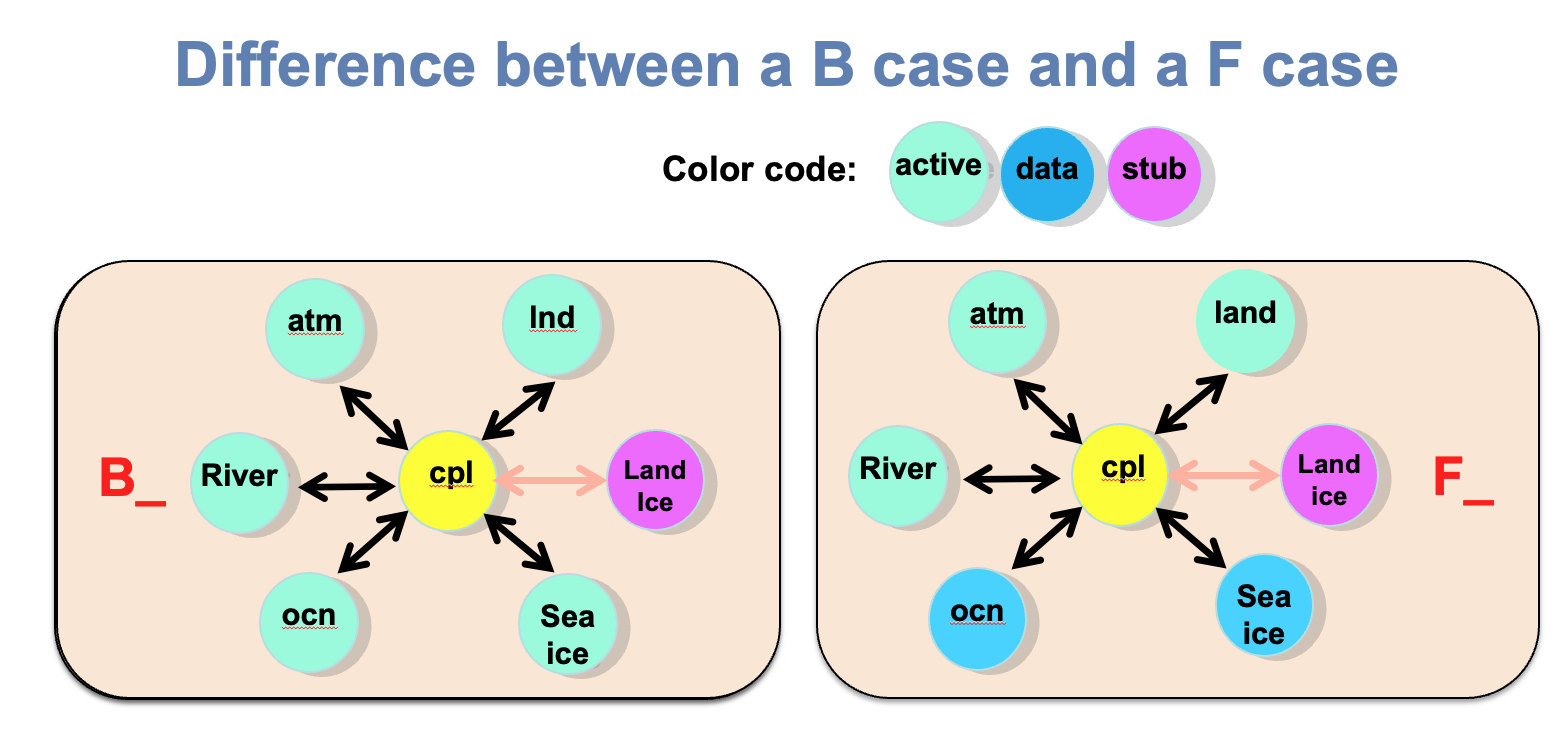 Difference between a B case and a F case
Color code:
active
data
stub
atm
lnd
B_
River
cpl
Land
Ice
ocn
Sea
ice
atm
land
River
cpl
Land
ice
F_
ocn
Sea
ice